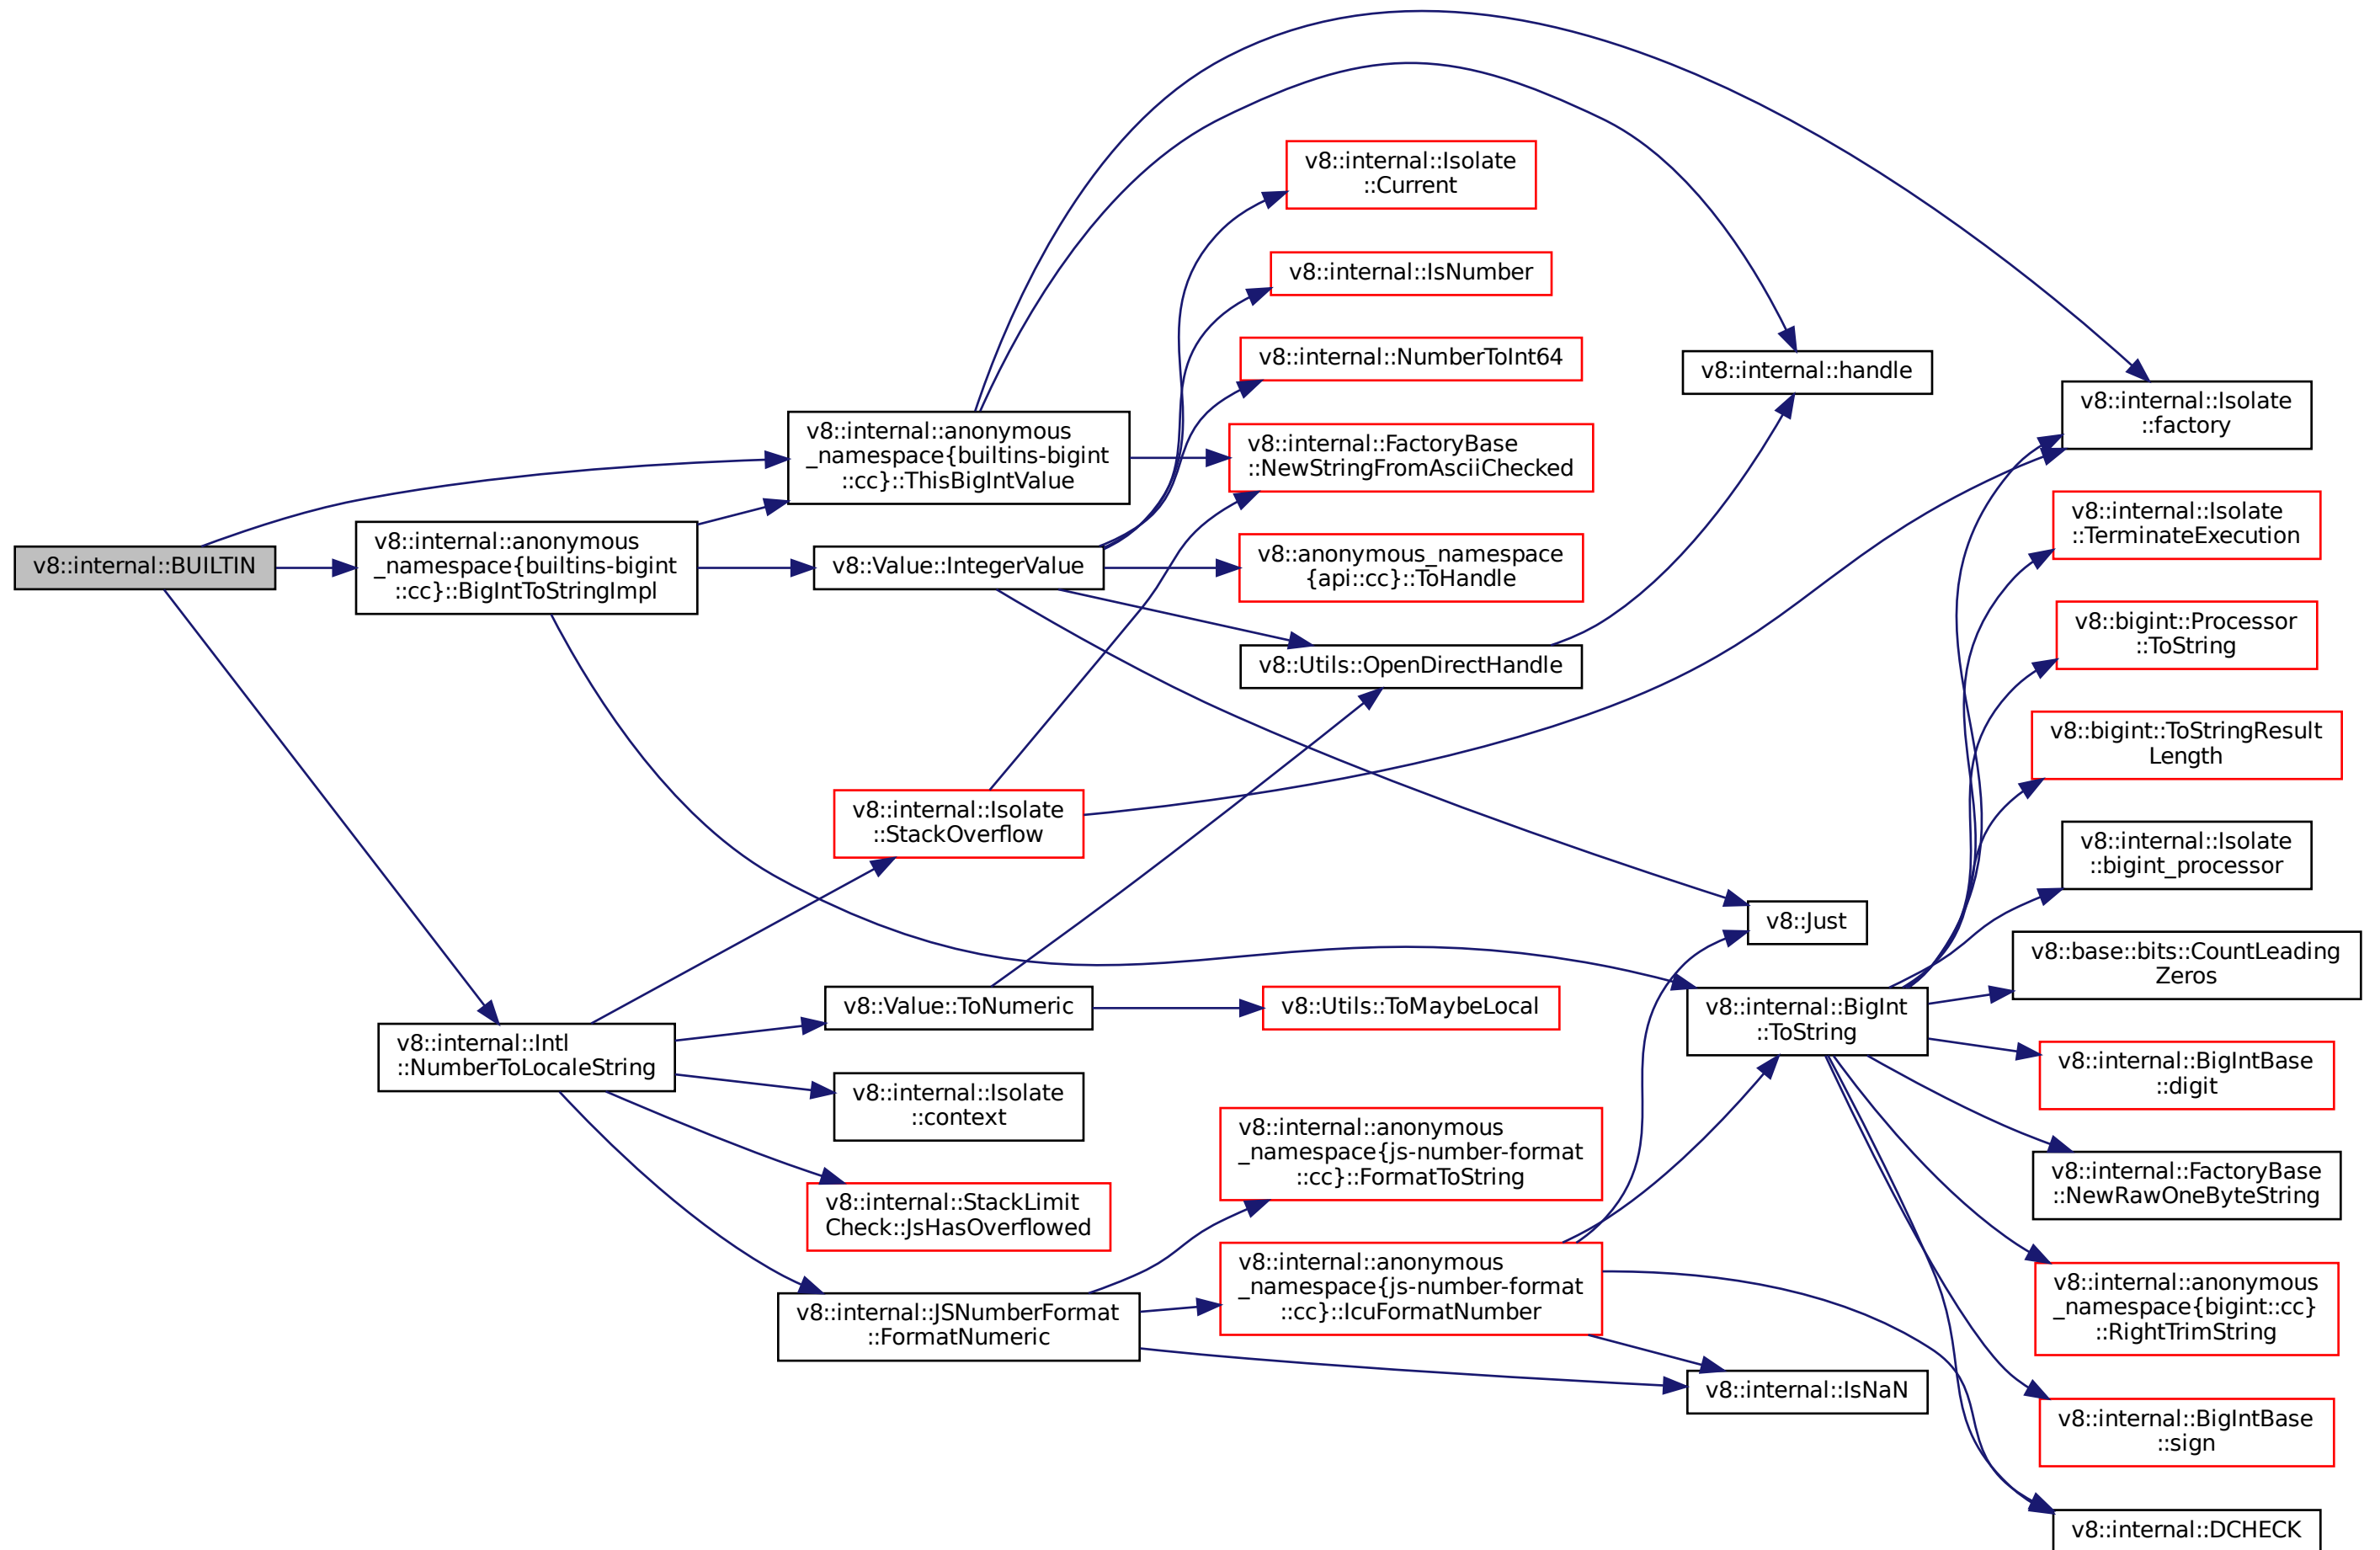 v8::internal::BUILTIN
v8::internal::anonymous
_namespace{builtins-bigint
::cc}::ThisBigIntValue
v8::internal::anonymous
_namespace{builtins-bigint
::cc}::BigIntToStringImpl
v8::internal::Intl
::NumberToLocaleString
v8::Value::IntegerValue
v8::internal::Isolate
::StackOverflow
v8::Value::ToNumeric
v8::internal::Isolate
::context
v8::internal::StackLimit
Check::JsHasOverflowed
v8::internal::JSNumberFormat
::FormatNumeric
v8::internal::Isolate
::Current
v8::internal::IsNumber
v8::internal::NumberToInt64
v8::internal::FactoryBase
::NewStringFromAsciiChecked
v8::anonymous_namespace
{api::cc}::ToHandle
v8::Utils::OpenDirectHandle
v8::Utils::ToMaybeLocal
v8::internal::anonymous
_namespace{js-number-format
::cc}::FormatToString
v8::internal::anonymous
_namespace{js-number-format
::cc}::IcuFormatNumber
v8::internal::handle
v8::Just
v8::internal::BigInt
::ToString
v8::internal::IsNaN
v8::internal::Isolate
::factory
v8::internal::Isolate
::TerminateExecution
v8::bigint::Processor
::ToString
v8::bigint::ToStringResult
Length
v8::internal::Isolate
::bigint_processor
v8::base::bits::CountLeading
Zeros
v8::internal::BigIntBase
::digit
v8::internal::FactoryBase
::NewRawOneByteString
v8::internal::anonymous
_namespace{bigint::cc}
::RightTrimString
v8::internal::BigIntBase
::sign
v8::internal::DCHECK